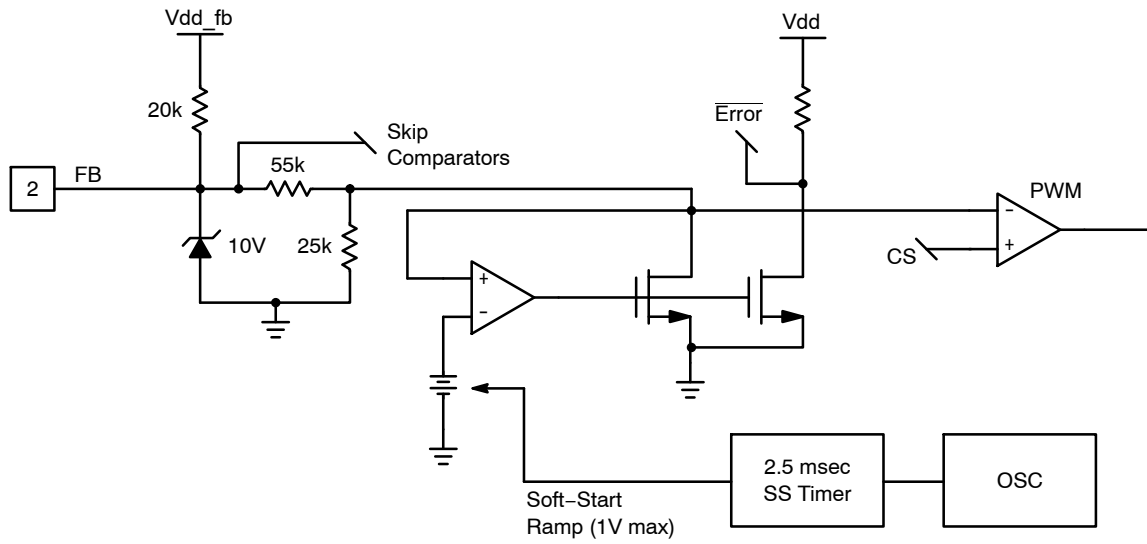 Vdd_fb
Vdd
20k
Error
Skip
Comparators
2
FB
55k
PWM
10V
25k
CS
+
−
−
+
2.5 msec
SS Timer
OSC
Soft−Start
Ramp (1V max)